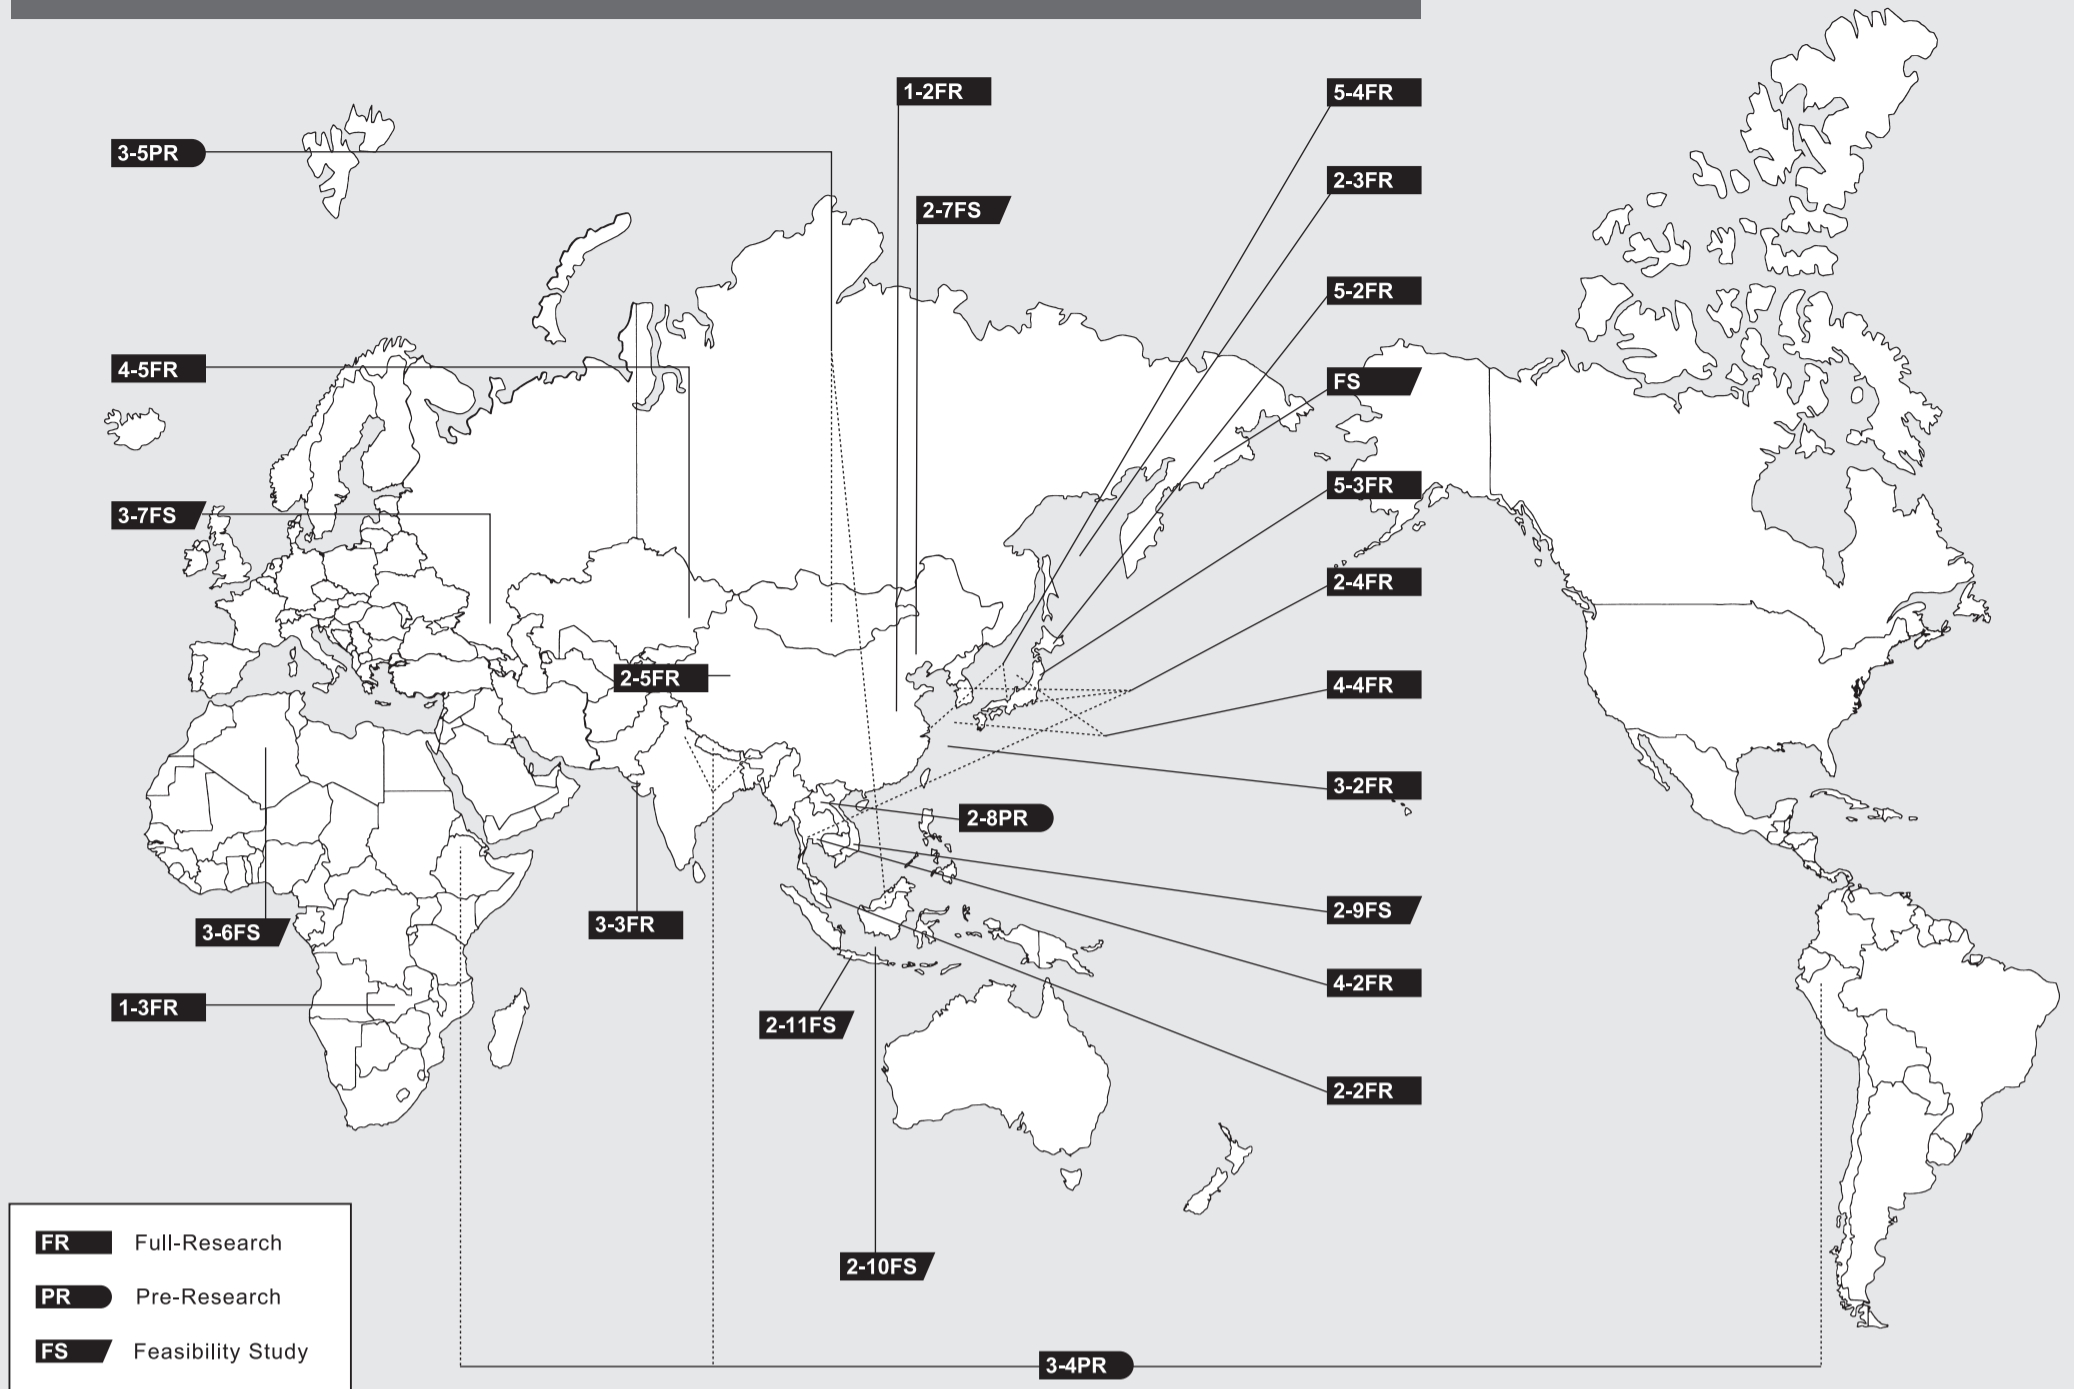 1-2FR
5-4FR
3-5PR
2-3FR
2-7FS
5-2FR
4-5FR
FS
5-3FR
3-7FS
2-4FR
2-5FR
4-4FR
3-2FR
2-8PR
2-9FS
3-6FS
3-3FR
4-2FR
1-3FR
2-11FS
2-2FR
2-10FS
FR Full-Research
PR Pre-Research
FS Feasibility Study
3-4PR